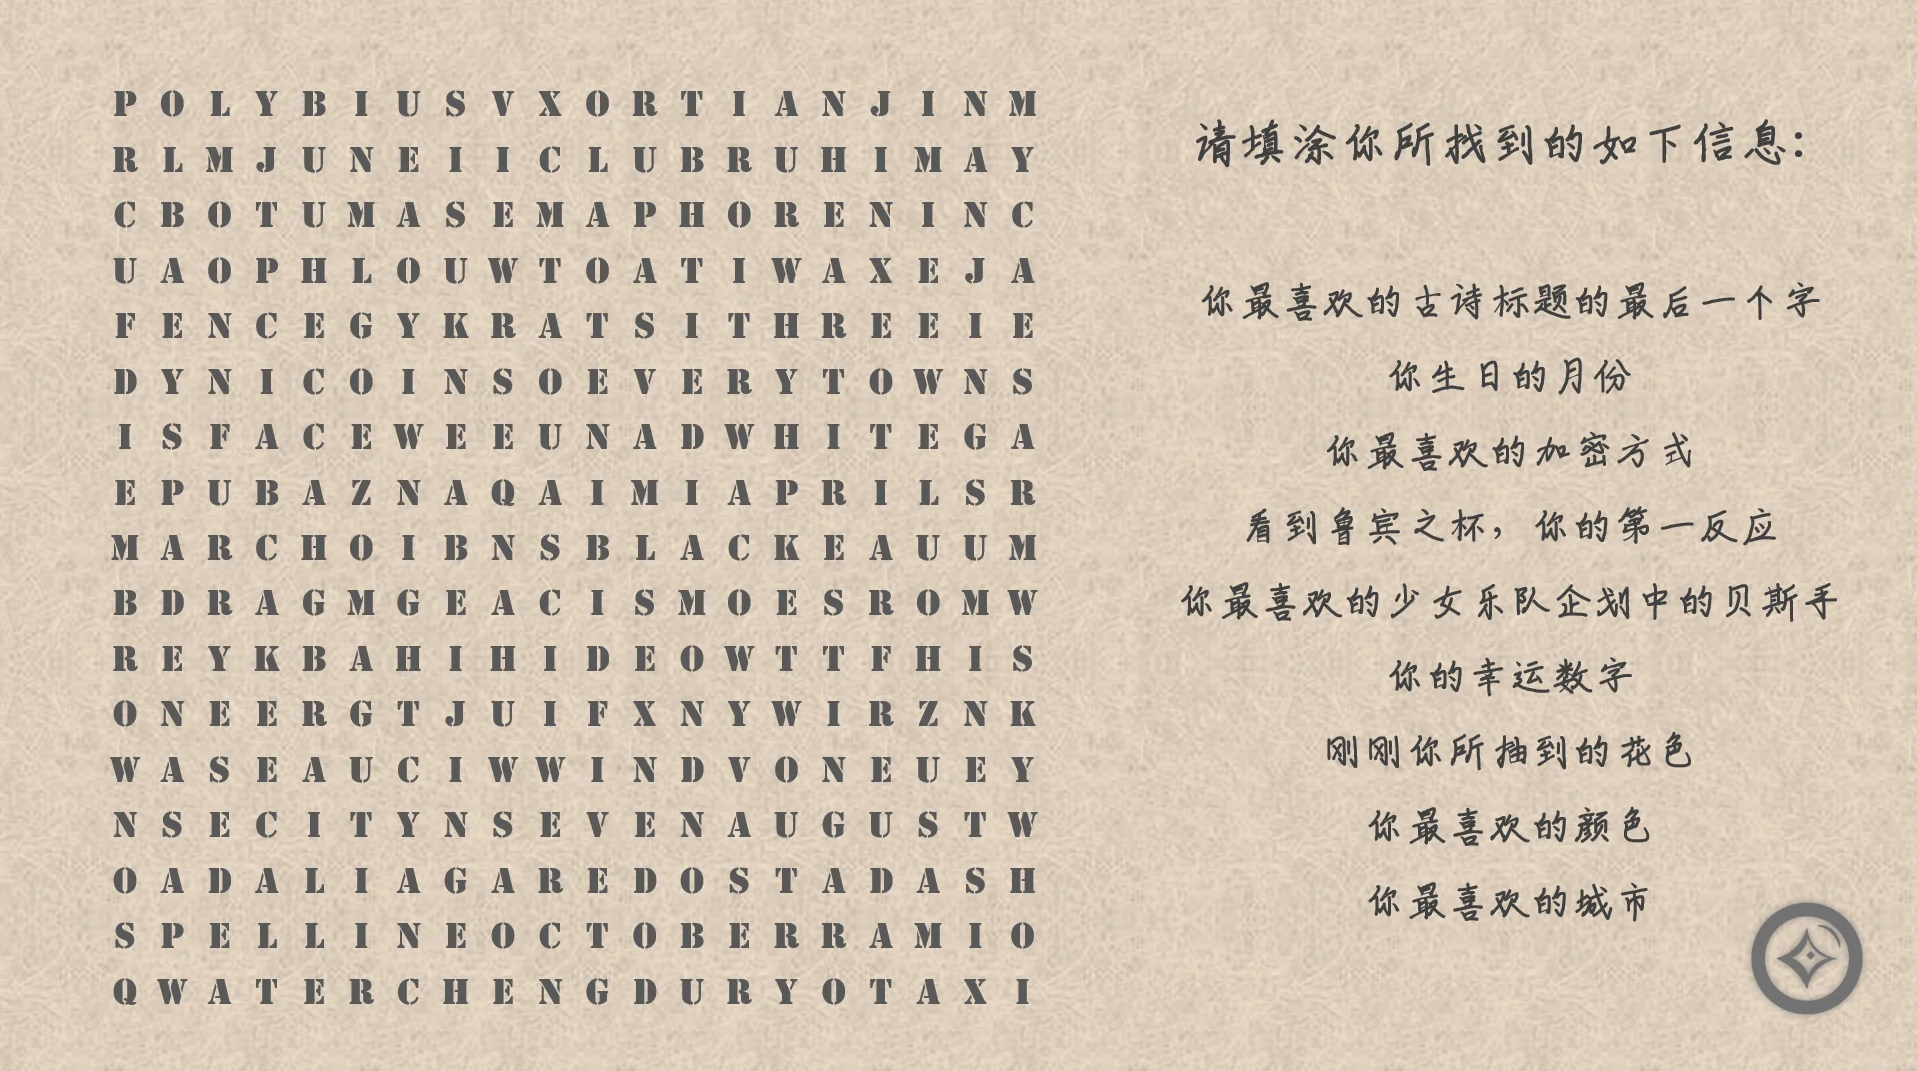 P O L Y B I U S V X O R T I A N J I N M
R L M J U N E I I C L U B R U H I M A Y
C B O T U M A S E M A P H O R E N I N C
U A O P H L O U W T O A T I W A X E J A
F E N C E G Y K R A T S I T H R E E I E
D Y N I C O I N S O E V E R Y T O W N S
I S F A C E W E E U N A D W H I T E G A
E P U B A Z N A Q A I M I A P R I L S R
M A R C H O I B N S B L A C K E A U U M
B D R A G M G E A C I S M O E S R O M W
R E Y K B A H I H I D E O W T T F H I S
O N E E R G T J U I F X N Y W I R Z N K
W A S E A U C I W W I N D V O N E U E Y
N S E C I T Y N S E V E N A U G U S T W
O A D A L I A G A R E D O S T A D A S H
S P E L L I N E O C T O B E R R A M I O
Q W A T E R C H E N G D U R Y O T A X I
请填涂你所找到的如下信息：
你最喜欢的古诗标题的最后一个字
你生日的月份
你最喜欢的加密方式
看到鲁宾之杯，你的第一反应
你最喜欢的少女乐队企划中的贝斯手
你的幸运数字
刚刚你所抽到的花色
你最喜欢的颜色
你最喜欢的城市